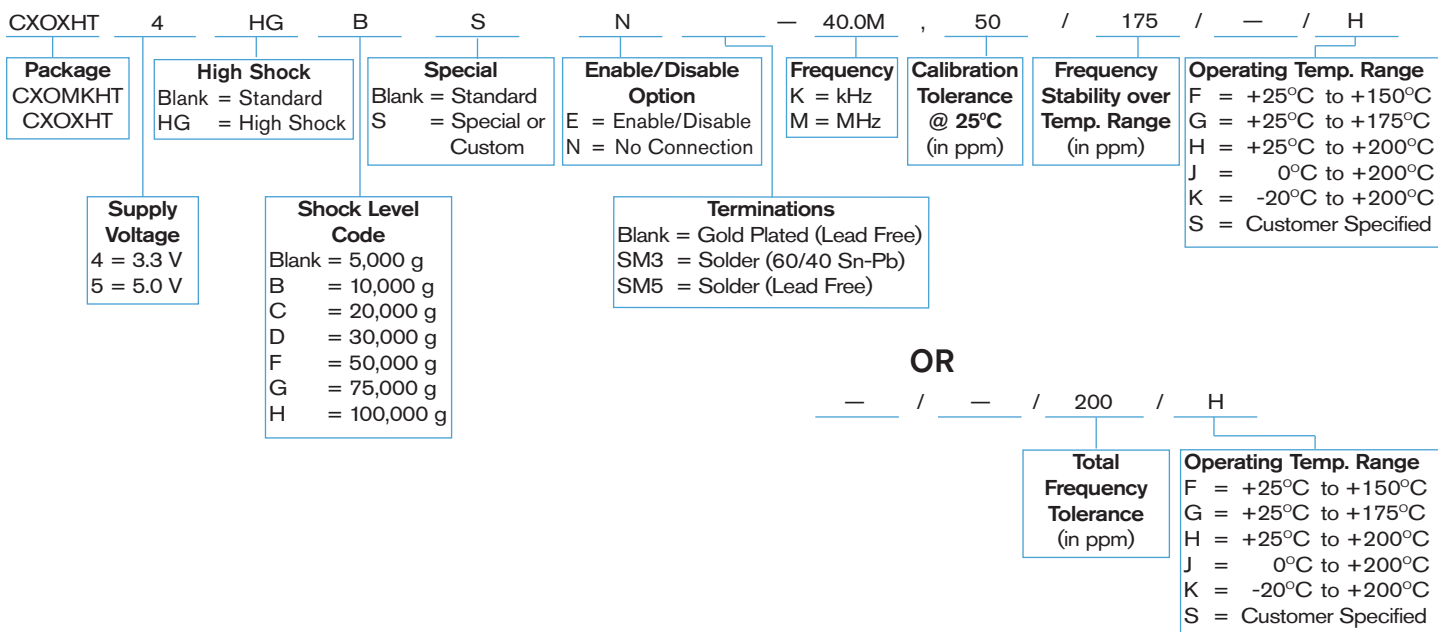 CXOXHT 4 HG B S N — 40.0M , 50 / 175 / — / H
Package
CXOMKHT
CXOXHT
High Shock
Blank = Standard
HG = High Shock
Special
Blank = Standard
S = Special or
Custom
Enable/Disable
Option
E = Enable/Disable
N = No Connection
Frequency
K = kHz
M = MHz
Calibration
Tolerance
@ 25°C
(in ppm)
Frequency
Stability over
Temp. Range
(in ppm)
Operating Temp. Range
F = +25°C to +150°C
G = +25°C to +175°C
H = +25°C to +200°C
J = 0°C to +200°C
K = -20°C to +200°C
S = Customer Specified
Supply
Voltage
4 = 3.3 V
5 = 5.0 V
Shock Level
Code
Blank = 5,000 g
B = 10,000 g
C = 20,000 g
D = 30,000 g
F = 50,000 g
G = 75,000 g
H = 100,000 g
Terminations
Blank = Gold Plated (Lead Free)
SM3 = Solder (60/40 Sn-Pb)
SM5 = Solder (Lead Free)
OR
— / — / 200 / H
Total
Frequency
Tolerance
(in ppm)
Operating Temp. Range
F = +25°C to +150°C
G = +25°C to +175°C
H = +25°C to +200°C
J = 0°C to +200°C
K = -20°C to +200°C
S = Customer Specified